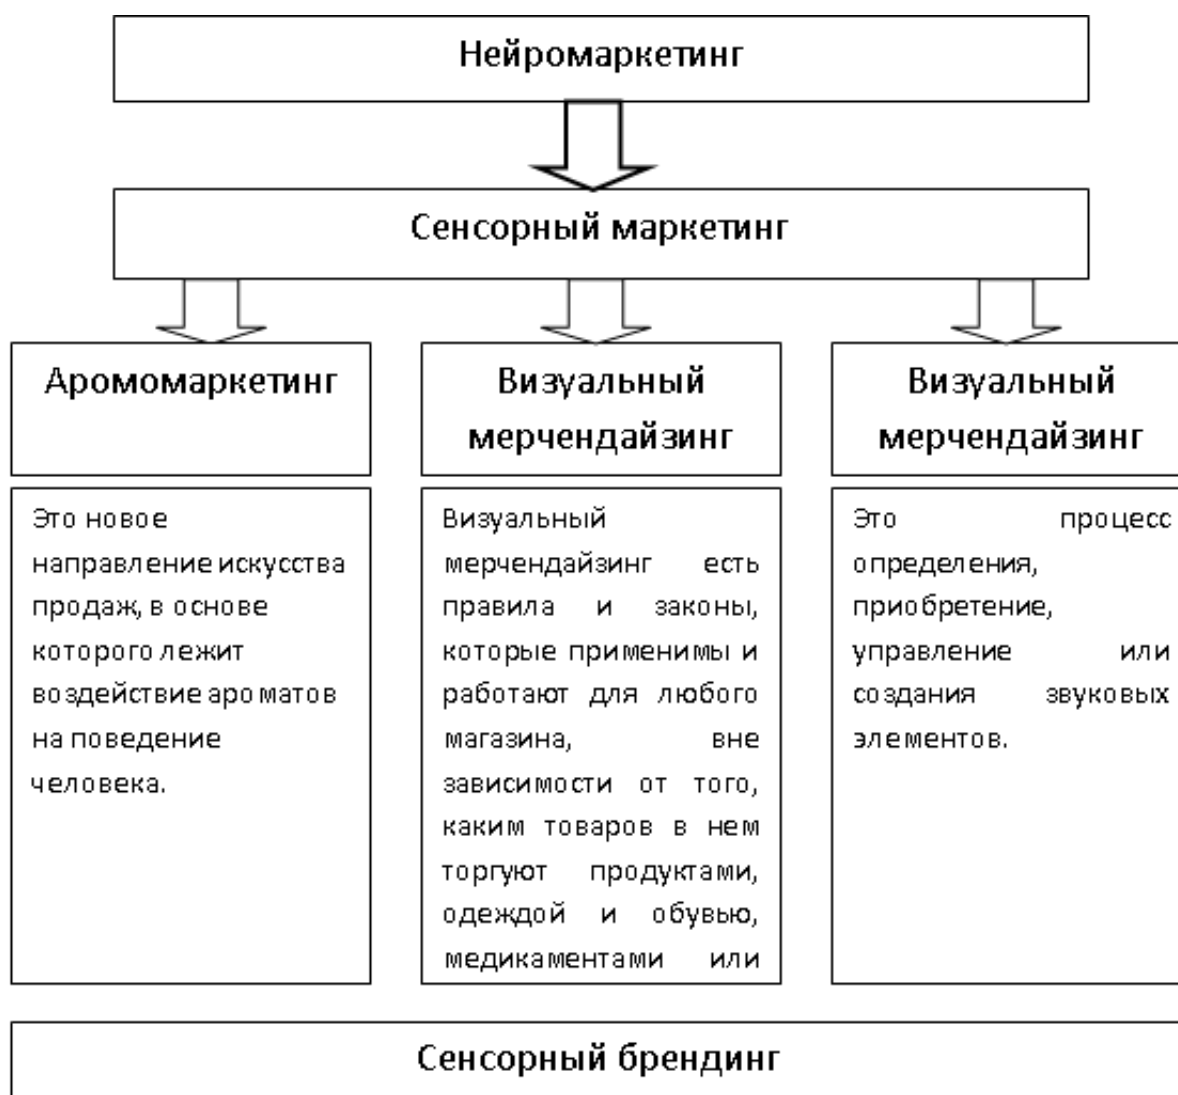 Нейромаркетинг
Сенсорный маркетинг
Аромомаркетинг
Визуальный
мерчендайзинг
Визуальный
мерчендайзинг
Это новое
направление искусства
продаж, в основе
которого лежит
воздействие ароматов
на поведение
человека.
Визуальный
мерчендайзинг есть
правила и законы,
которые применимы и
работают для любого
магазина, вне
зависимости от того,
каким товаров в нем
торгуют продуктами,
одеждой и обувью,
медикаментами или
Это процесс
определения,
приобретение,
управление или
создания звуковых
элементов.
Сенсорный брендинг